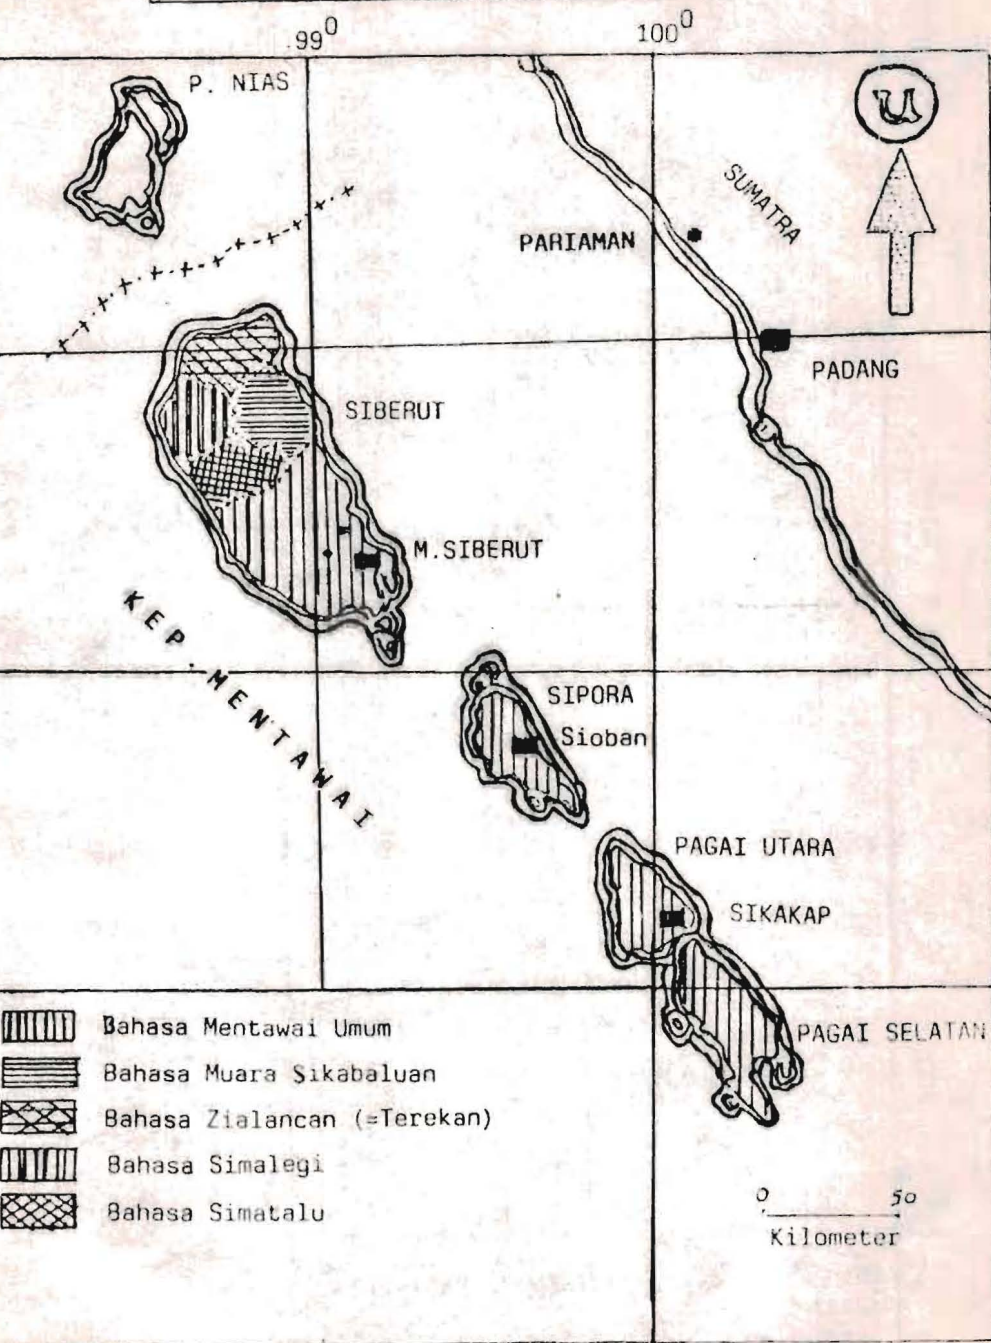 99⁰
100⁰
P. NIAS
U
SUMATRA
PARIAMAN
PADANG
SIBERUT
M.SIBERUT
KEP. MENTAWAI
SIPORA
Sioban
PAGAI UTARA
SIKAKAP
PAGAI SELATAN
Bahasa Mentawai Umum
Bahasa Muara Sikabaluan
Bahasa Zialancan (=Terekan)
Bahasa Simalegi
Bahasa Simatalu
0 50
Kilometer